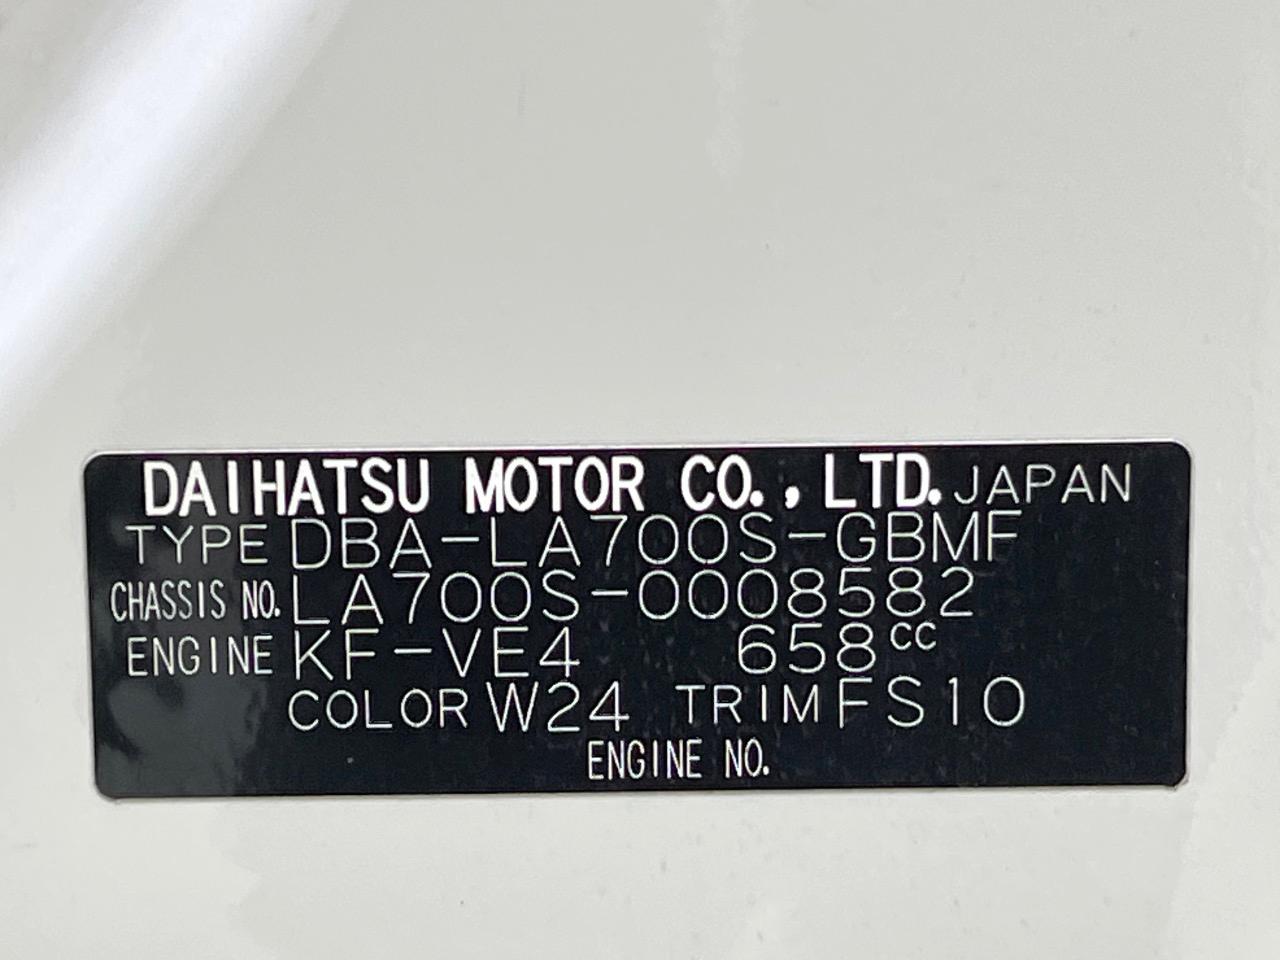 DAIHATSU MOTOR CO., LTD. JAPAN
TYPE DBA-LA700S-GBMF
CHASSIS NO. LA700S-0008582
ENGINE KF-VE4 658cc
COLOR W24 TRIM FS10
ENGINE NO.